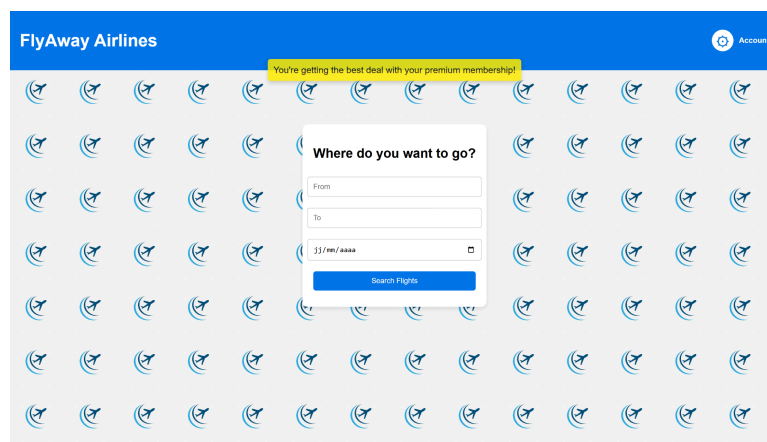 FlyAway Airlines
Accoun
You're getting the best deal with your premium membership!
Where do you want to go?
From
To
jj/mm/aaaa
Search Flights